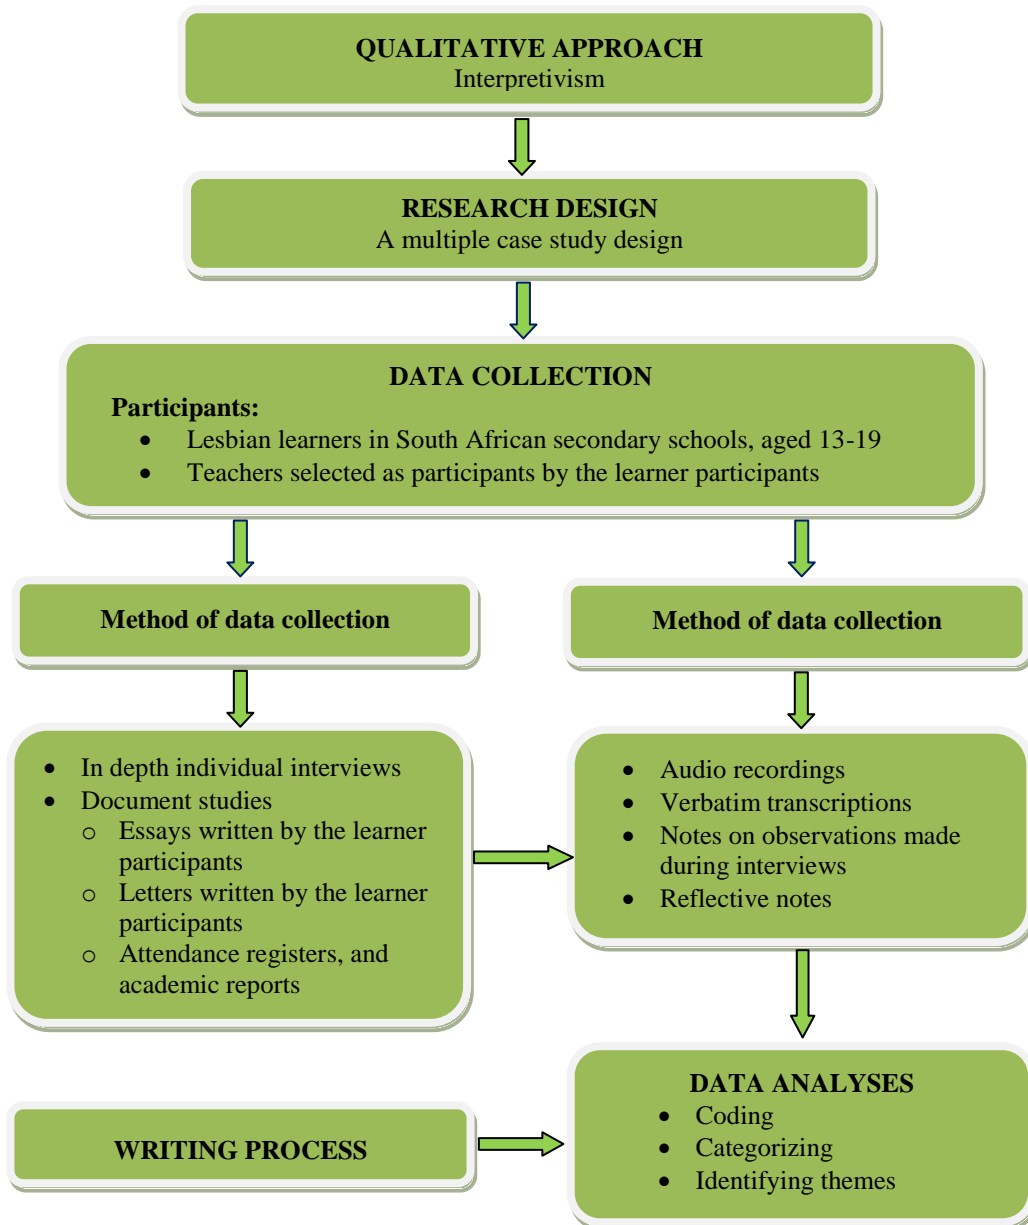 QUALITATIVE APPROACH
Interpretivism
RESEARCH DESIGN
A multiple case study design
DATA COLLECTION
Participants:
• Lesbian learners in South African secondary schools, aged 13-19
• Teachers selected as participants by the learner participants
Method of data collection
Method of data collection
• In depth individual interviews
• Document studies
o Essays written by the learner
participants
o Letters written by the learner
participants
o Attendance registers, and
academic reports
• Audio recordings
• Verbatim transcriptions
• Notes on observations made
during interviews
• Reflective notes
WRITING PROCESS
DATA ANALYSES
• Coding
• Categorizing
• Identifying themes